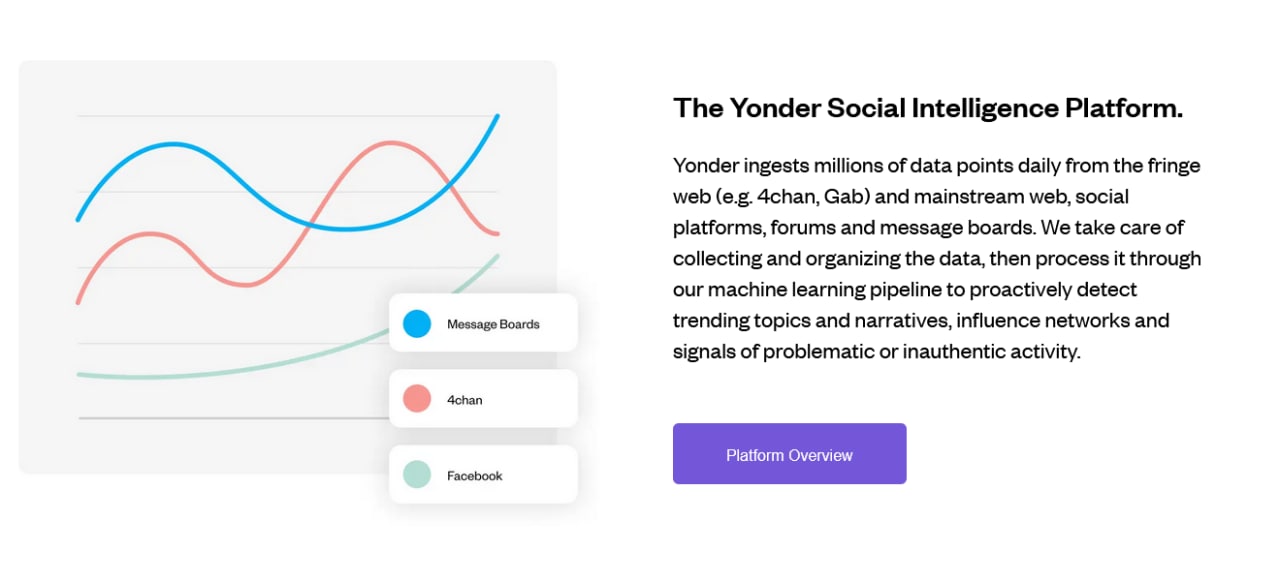 The Yonder Social Intelligence Platform.
Yonder ingests millions of data points daily from the fringe
web (e.g. 4chan, Gab) and mainstream web, social
platforms, forums and message boards. We take care of
collecting and organizing the data, then process it through
our machine learning pipeline to proactively detect
trending topics and narratives, influence networks and
signals of problematic or inauthentic activity.
Platform Overview
Message Boards
4chan
Facebook